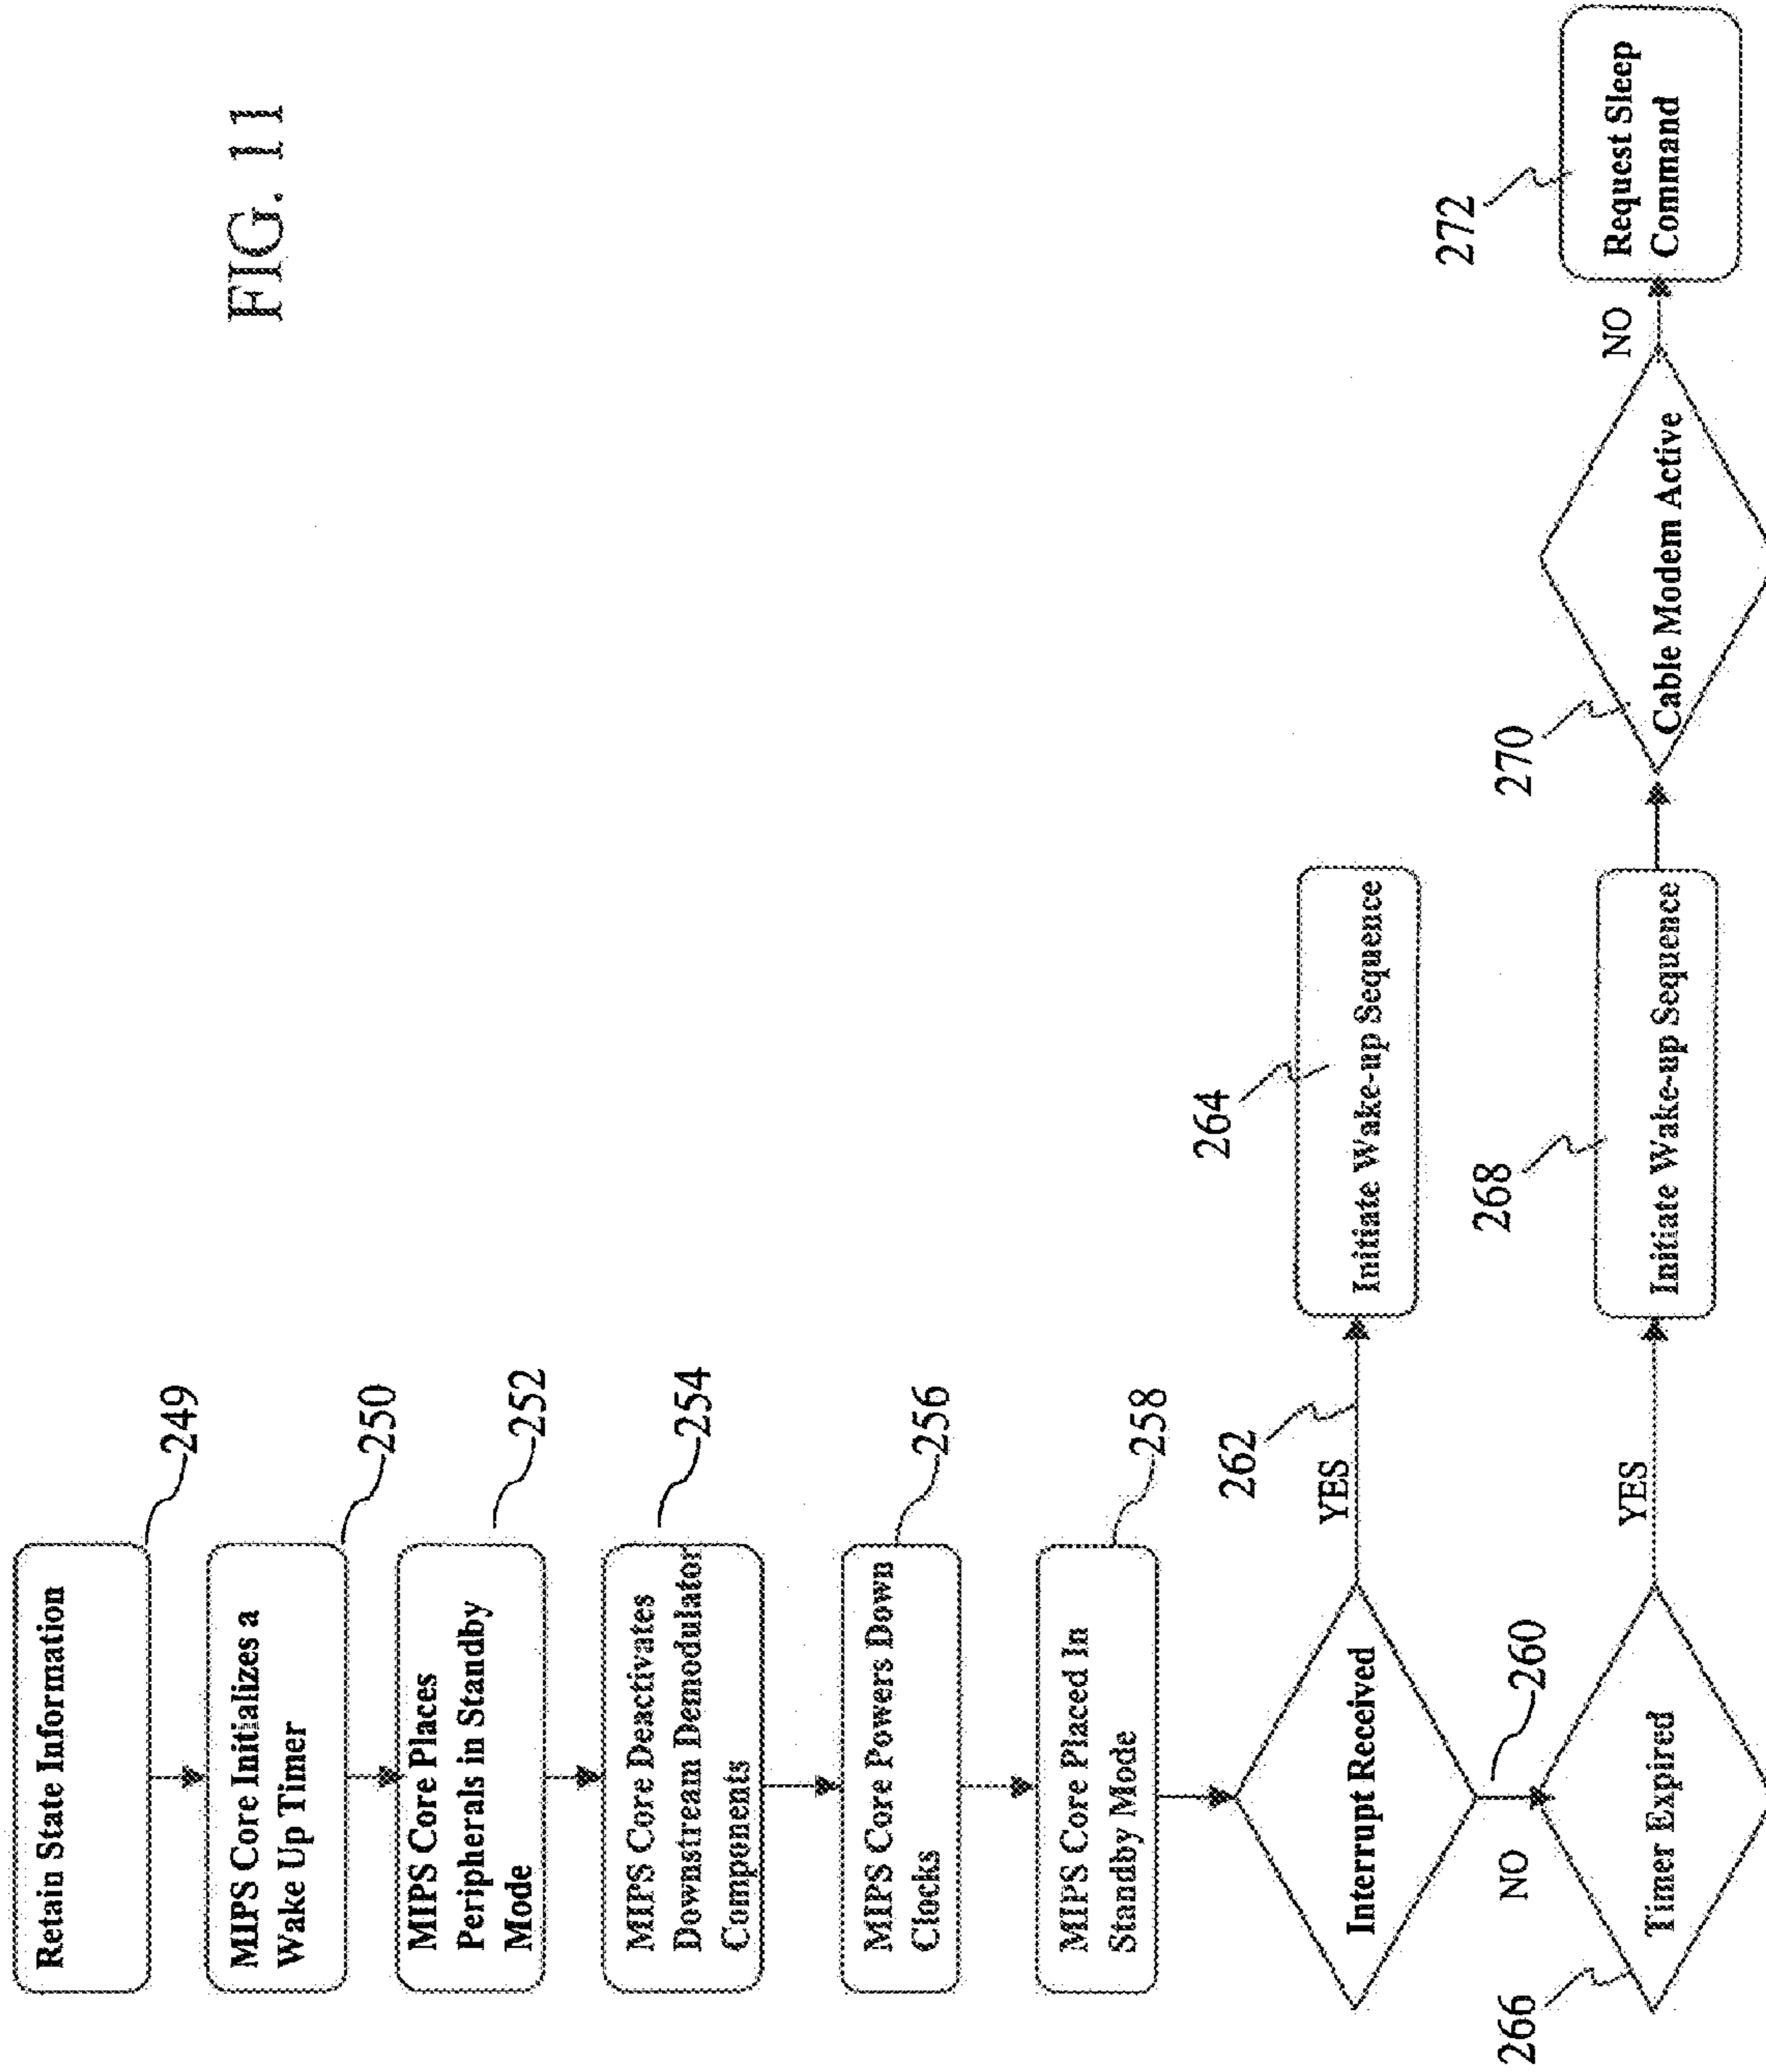 FIG. 11
Retain State Information
249
MIPS Core Initializes a
Wake Up Timer
250
MIPS Core Places
Peripherals in Standby
Mode
252
MIPS Core Deactivates
Downstream Demodulator
Components
254
MIPS Core Powers Down
Clocks
256
MIPS Core Placed In
Standby Mode
258
Interrupt Received
YES
262
Initiate Wake-up Sequence
264
NO
260
Timer Expired
266
YES
Initiate Wake-up Sequence
268
Cable Modem Active
270
NO
Request Sleep
Command
272